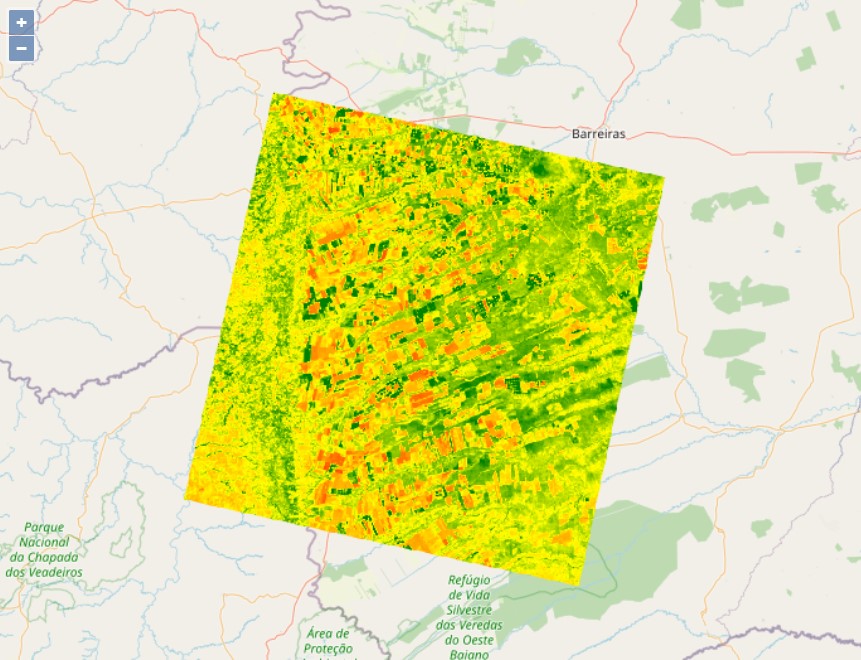 +
−
Barreiras
Parque
Nacional
da Chapada
dos Veadeiros
Refúgio
de Vida
Silvestre
das Veredas
do Oeste
Baiano
Área de
Proteção